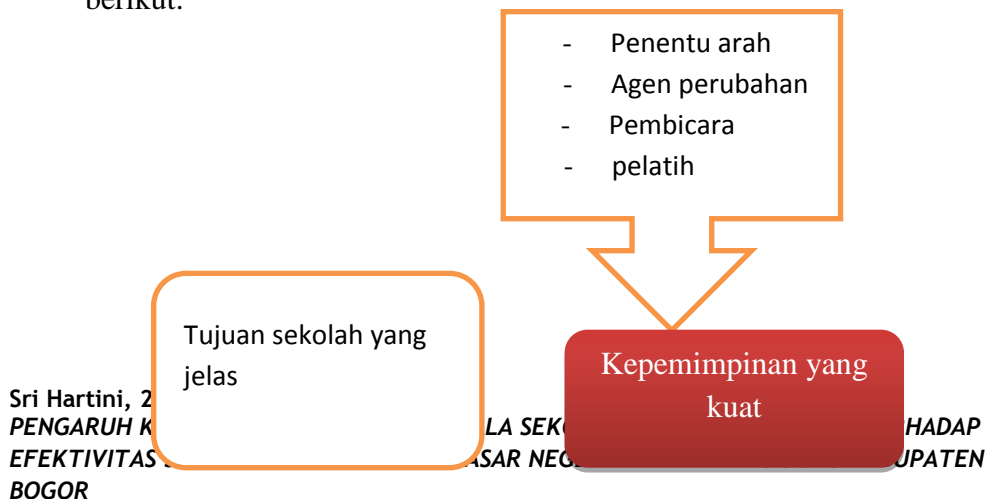 berikut:
- Penentu arah
- Agen perubahan
- Pembicara
- pelatih
Tujuan sekolah yang
jelas
Kepemimpinan yang
kuat
Sri Hartini, 2
PENGARUH K LA SEK HADAP
EFEKTIVITAS ASAR NEG UPATEN
BOGOR